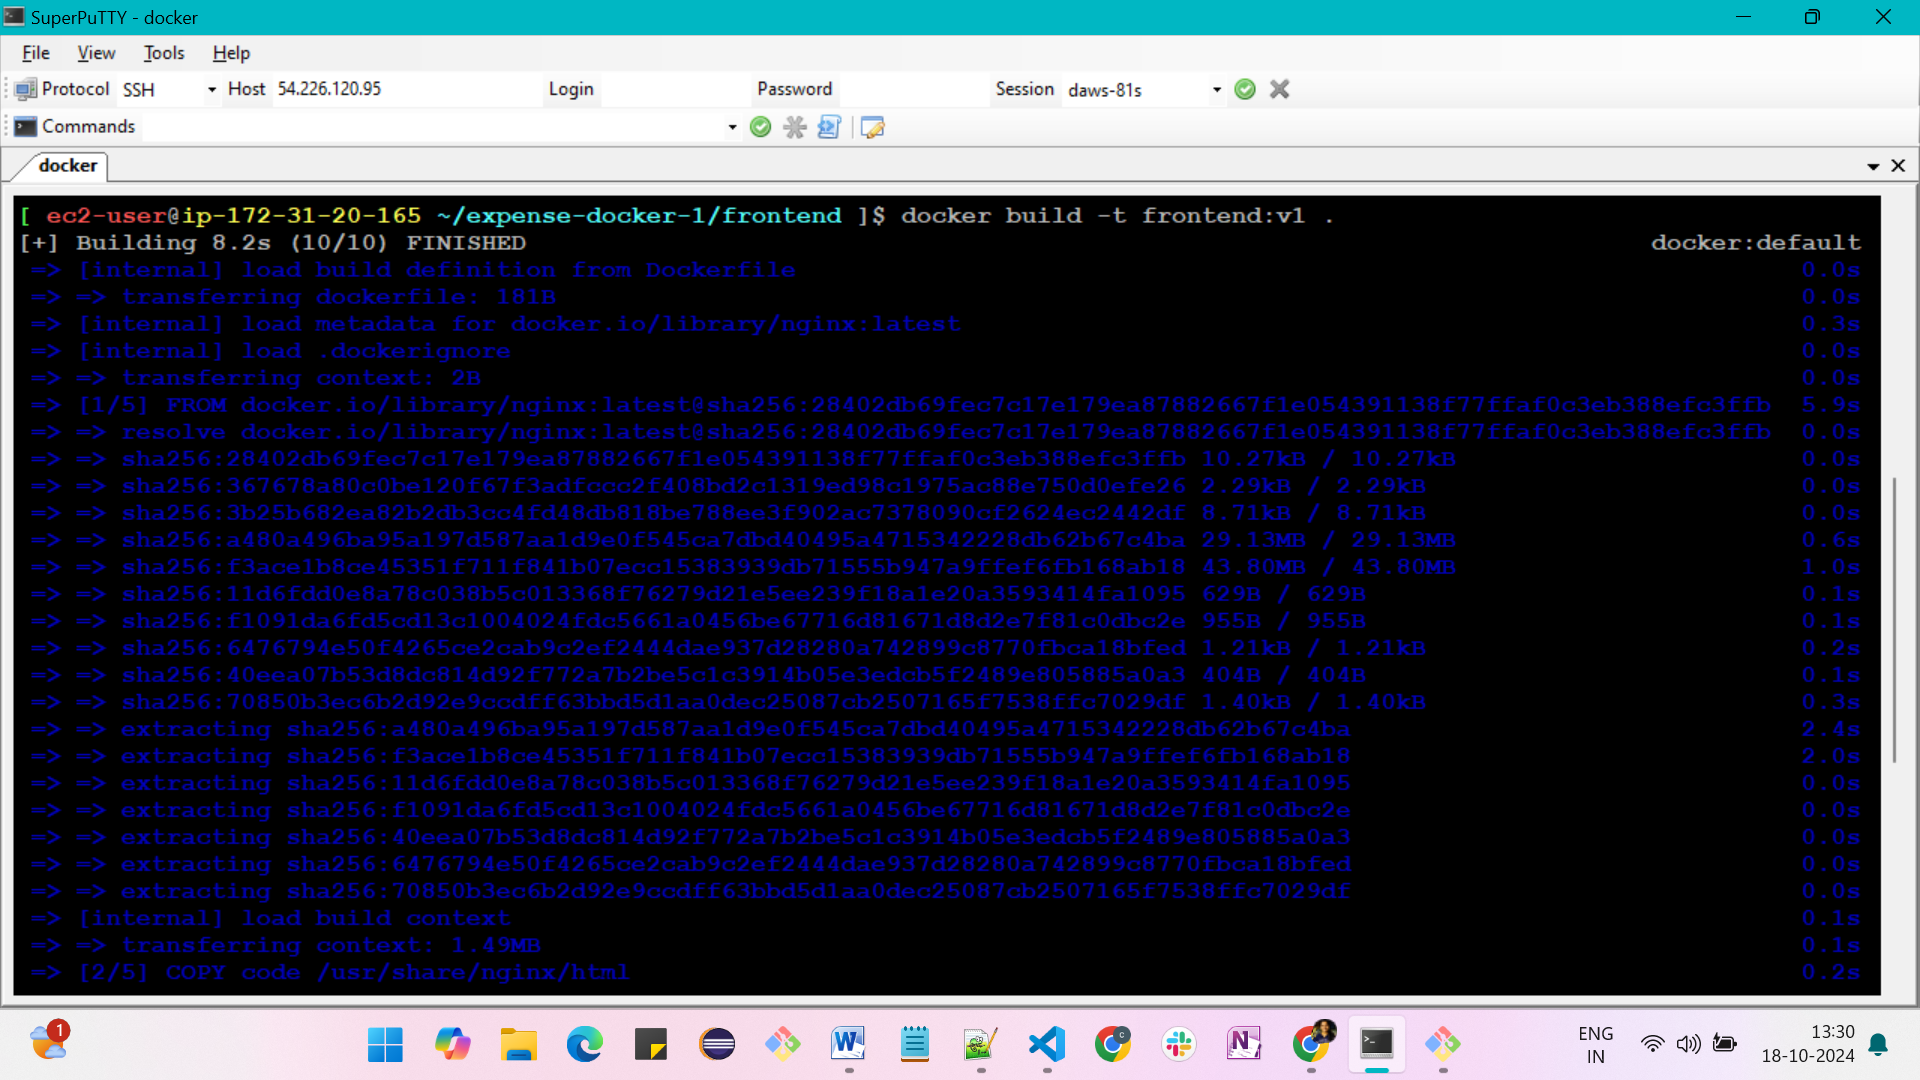 SuperPuTTY - docker
File View Tools Help
Protocol SSH Host 54.226.120.95 Login Password Session daws-81s
Commands
docker
[ ec2-user@ip-172-31-20-165 ~/expense-docker-1/frontend ]$ docker build -t frontend:v1 .
[+] Building 8.2s (10/10) FINISHED docker:default
=> [internal] load build definition from Dockerfile 0.0s
=> => transferring dockerfile: 181B 0.0s
=> [internal] load metadata for docker.io/library/nginx:latest 0.3s
=> [internal] load .dockerignore 0.0s
=> => transferring context: 2B 0.0s
=> [1/5] FROM docker.io/library/nginx:latest@sha256:28402db69fec7c17e179ea87882667f1e054391138f77ffaf0c3eb388efc3ffb 5.9s
=> => resolve docker.io/library/nginx:latest@sha256:28402db69fec7c17e179ea87882667f1e054391138f77ffaf0c3eb388efc3ffb 0.0s
=> => sha256:28402db69fec7c17e179ea87882667f1e054391138f77ffaf0c3eb388efc3ffb 10.27kB / 10.27kB 0.0s
=> => sha256:367678a80c0be120f67f3adfccc2f408bd2c1319ed98c1975ac88e750d0efe26 2.29kB / 2.29kB 0.0s
=> => sha256:3b25b682ea82b2db3cc4fd48db818be788ee3f902ac7378090cf2624ec2442df 8.71kB / 8.71kB 0.0s
=> => sha256:a480a496ba95a197d587aa1d9e0f545ca7dbd40495a4715342228db62b67c4ba 29.13MB / 29.13MB 0.6s
=> => sha256:f3ace1b8ce45351f711f841b07ecc15383939db71555b947a9ffef6fb168ab18 43.80MB / 43.80MB 1.0s
=> => sha256:11d6fdd0e8a78c038b5c013368f76279d21e5ee239f18a1e20a3593414fa1095 629B / 629B 0.1s
=> => sha256:f1091da6fd5cd13c1004024fdc5661a0456be67716d81671d8d2e7f81c0dbc2e 955B / 955B 0.1s
=> => sha256:6476794e50f4265ce2cab9c2ef2444dae937d28280a742899c8770fbca18bfed 1.21kB / 1.21kB 0.2s
=> => sha256:40eea07b53d8dc814d92f772a7b2be5c1c3914b05e3edcb5f2489e805885a0a3 404B / 404B 0.1s
=> => sha256:70850b3ec6b2d92e9ccdff63bbd5d1aa0dec25087cb2507165f7538ffc7029df 1.40kB / 1.40kB 0.3s
=> => extracting sha256:a480a496ba95a197d587aa1d9e0f545ca7dbd40495a4715342228db62b67c4ba 2.4s
=> => extracting sha256:f3ace1b8ce45351f711f841b07ecc15383939db71555b947a9ffef6fb168ab18 2.0s
=> => extracting sha256:11d6fdd0e8a78c038b5c013368f76279d21e5ee239f18a1e20a3593414fa1095 0.0s
=> => extracting sha256:f1091da6fd5cd13c1004024fdc5661a0456be67716d81671d8d2e7f81c0dbc2e 0.0s
=> => extracting sha256:40eea07b53d8dc814d92f772a7b2be5c1c3914b05e3edcb5f2489e805885a0a3 0.0s
=> => extracting sha256:6476794e50f4265ce2cab9c2ef2444dae937d28280a742899c8770fbca18bfed 0.0s
=> => extracting sha256:70850b3ec6b2d92e9ccdff63bbd5d1aa0dec25087cb2507165f7538ffc7029df 0.0s
=> [internal] load build context 0.1s
=> => transferring context: 1.49MB 0.1s
=> [2/5] COPY code /usr/share/nginx/html 0.2s
1
ENG 13:30
IN 18-10-2024